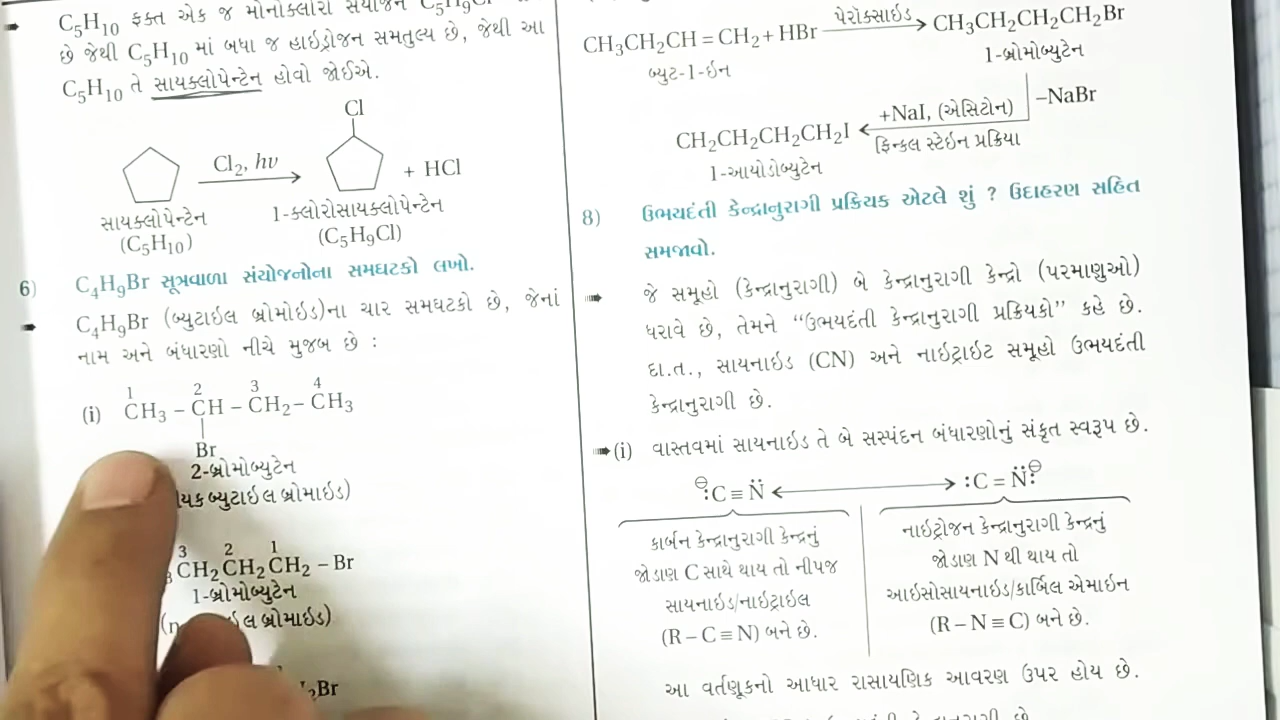 C₅H₁₀ ફક્ત એક જ મોનોક્લોરો સંયોજન C₅H₉Cl
છે જેથી C₅H₁₀ માં બધા જ હાઈડ્રોજન સમતુલ્ય છે, જેથી આ
C₅H₁₀ તે સાયક્લોપેન્ટેન હોવો જોઈએ.
Cl
Cl₂, hν
+ HCl
સાયક્લોપેન્ટેન
(C₅H₁₀)
1-ક્લોરોસાયક્લોપેન્ટેન
(C₅H₉Cl)
6) C₄H₉Br સૂત્રવાળા સંયોજનોના સમઘટકો લખો.
C₄H₉Br (બ્યુટાઇલ બ્રોમાઇડ)ના ચાર સમઘટકો છે, જેનાં
નામ અને બંધારણો નીચે મુજબ છે :
1 2 3 4
(i) CH₃ – CH – CH₂– CH₃
Br
2-બ્રોમોબ્યુટેન
બ્યુટાઇલ બ્રોમાઇડ)
3 2 1
CH₂CH₂CH₂ – Br
1-બ્રોમોબ્યુટેન
(n બ્રોમાઇડ)
Br
પેરૉક્સાઇડ
CH₃CH₂CH = CH₂ + HBr ⟶ CH₃CH₂CH₂CH₂Br
બ્યુટ-1-ઇન
1-બ્રોમોબ્યુટેન
+NaI, (એસિટોન)
–NaBr
CH₂CH₂CH₂CH₂I ⟵
ફિન્કલ સ્ટેઇન પ્રક્રિયા
1-આયોડોબ્યુટેન
8) ઉભયદંતી કેન્દ્રાનુરાગી પ્રક્રિયક એટલે શું ? ઉદાહરણ સહિત
સમજાવો.
જે સમૂહો (કેન્દ્રાનુરાગી) બે કેન્દ્રાનુરાગી કેન્દ્રો (પરમાણુઓ)
ધરાવે છે, તેમને “ઉભયદંતી કેન્દ્રાનુરાગી પ્રક્રિયકો” કહે છે.
દા.ત., સાયનાઇડ (CN) અને નાઇટ્રાઇટ સમૂહો ઉભયદંતી
કેન્દ્રાનુરાગી છે.
(i) વાસ્તવમાં સાયનાઇડ તે બે સસ્પંદન બંધારણોનું સંકૃત સ્વરૂપ છે.
⊖:C ≡ N̈ ⟷ :C = N̈:⊖
કાર્બન કેન્દ્રાનુરાગી કેન્દ્રનું
જોડાણ C સાથે થાય તો નીપજ
સાયનાઇડ/નાઇટ્રાઇલ
(R – C ≡ N) બને છે.
નાઇટ્રોજન કેન્દ્રાનુરાગી કેન્દ્રનું
જોડાણ N થી થાય તો
આઇસોસાયનાઇડ/કાર્બિલ એમાઇન
(R – N ≡ C) બને છે.
આ વર્તણૂકનો આધાર રાસાયણિક આવરણ ઉપર હોય છે.